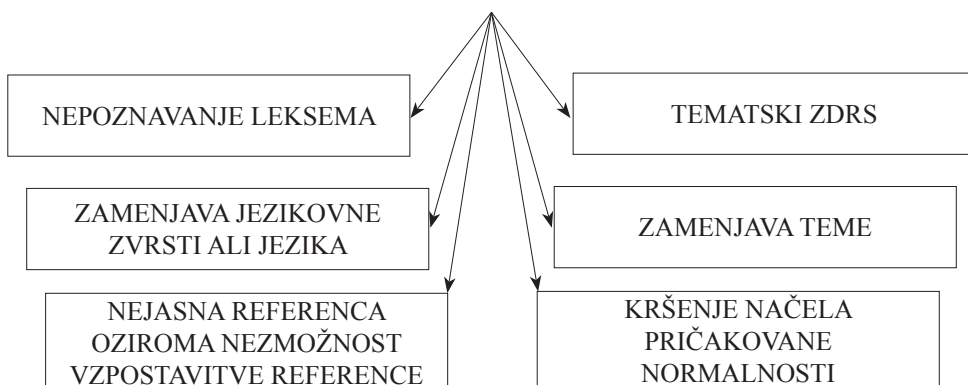 NEPOZNAVANJE LEKSEMA
TEMATSKI ZDRS
ZAMENJAVA JEZIKOVNE
ZVRSTI ALI JEZIKA
ZAMENJAVA TEME
NEJASNA REFERENCA
OZIROMA NEZMOŽNOST
VZPOSTAVITVE REFERENCE
KRŠENJE NAČELA
PRIČAKOVANE
NORMALNOSTI